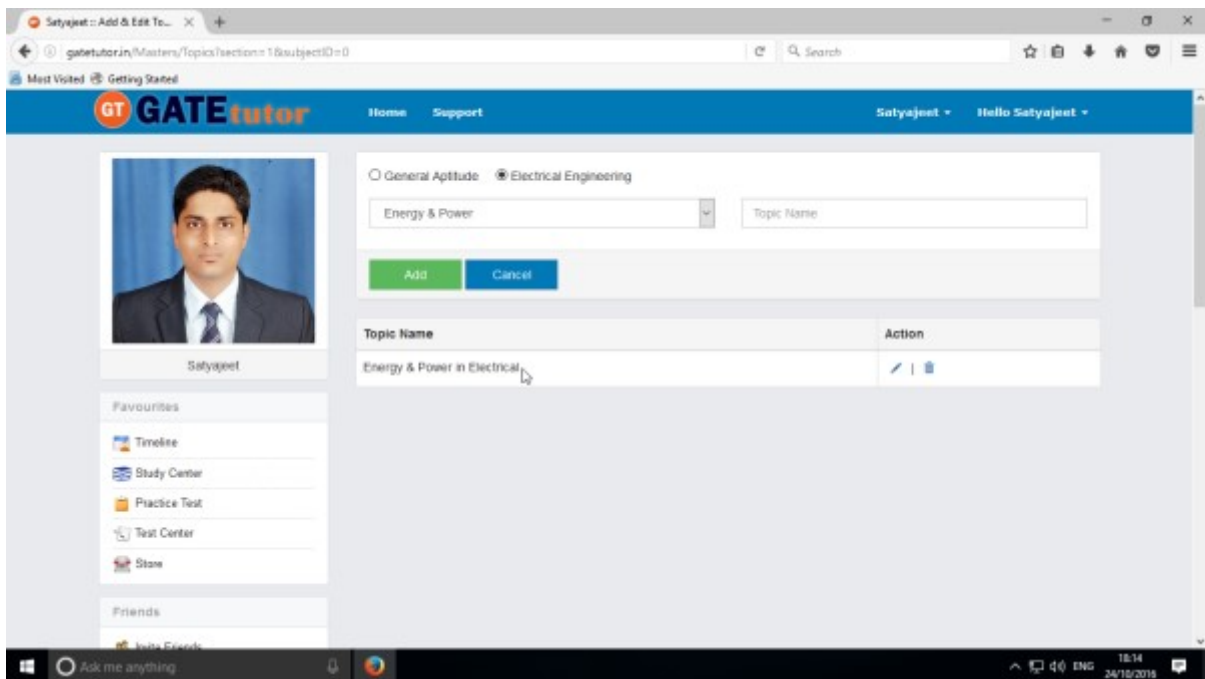 Satyajeet :: Add & Edit To...
gatetutor.in/Masters/Topics?section=1&subjectID=0
Search
Most Visited Getting Started
GT GATEtutor Home Support Satyajeet Hello Satyajeet
General Aptitude Electrical Engineering
Energy & Power Topic Name
Add Cancel
Topic Name Action
Energy & Power in Electrical |
Satyajeet
Favourites
Timeline
Study Center
Practice Test
Test Center
Store
Friends
Invite Friends
Ask me anything ENG 18:14
24/10/2016